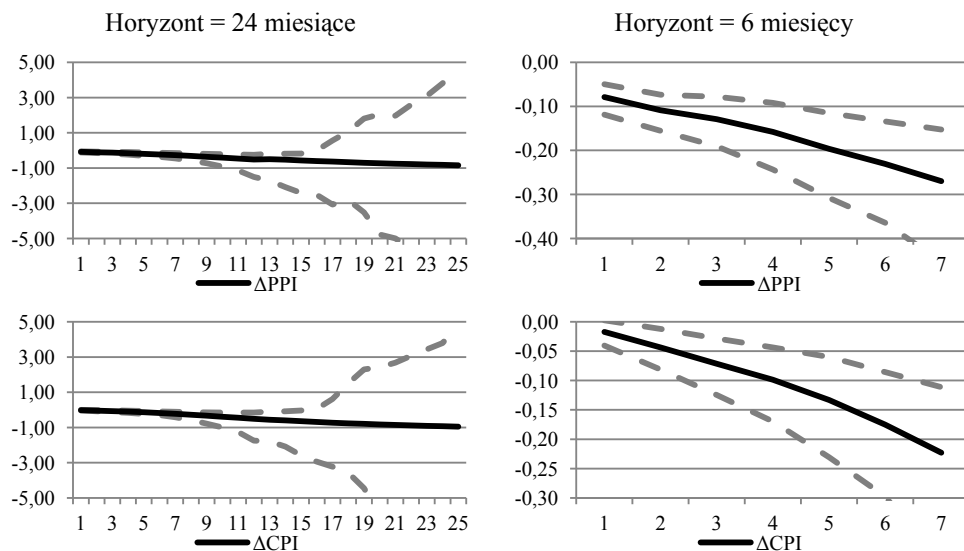 Horyzont = 24 miesiące
5,00
3,00
1,00
-1,00
-3,00
-5,00
1 3 5 7 9 11 13 15 17 19 21 23 25
ΔPPI
Horyzont = 6 miesięcy
0,00
-0,10
-0,20
-0,30
-0,40
1 2 3 4 5 6 7
ΔPPI
5,00
3,00
1,00
-1,00
-3,00
-5,00
1 3 5 7 9 11 13 15 17 19 21 23 25
ΔCPI
0,00
-0,05
-0,10
-0,15
-0,20
-0,25
-0,30
1 2 3 4 5 6 7
ΔCPI